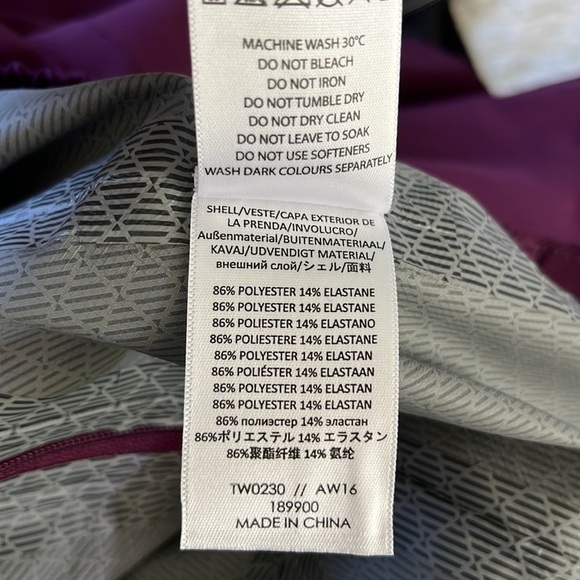 MACHINE WASH 30°C
DO NOT BLEACH
DO NOT IRON
DO NOT TUMBLE DRY
DO NOT DRY CLEAN
DO NOT LEAVE TO SOAK
DO NOT USE SOFTENERS
WASH DARK COLOURS SEPARATELY
SHELL/VESTE/CAPA EXTERIOR DE
LA PRENDA/INVOLUCRO/
Außenmaterial/BUITENMATERIAAL/
KAVAJ/UDVENDIGT MATERIAL/
внешний слой/シェル/面料
86% POLYESTER 14% ELASTANE
86% POLYESTER 14% ELASTANE
86% POLIESTER 14% ELASTANO
86% POLIESTERE 14% ELASTANE
86% POLYESTER 14% ELASTAN
86% POLIÉSTER 14% ELASTAAN
86% POLYESTER 14% ELASTAN
86% POLYESTER 14% ELASTAN
86% полиэстер 14% эластан
86%ポリエステル 14% エラスタン
86%聚酯纤维 14% 氨纶
TW0230 // AW16
189900
MADE IN CHINA